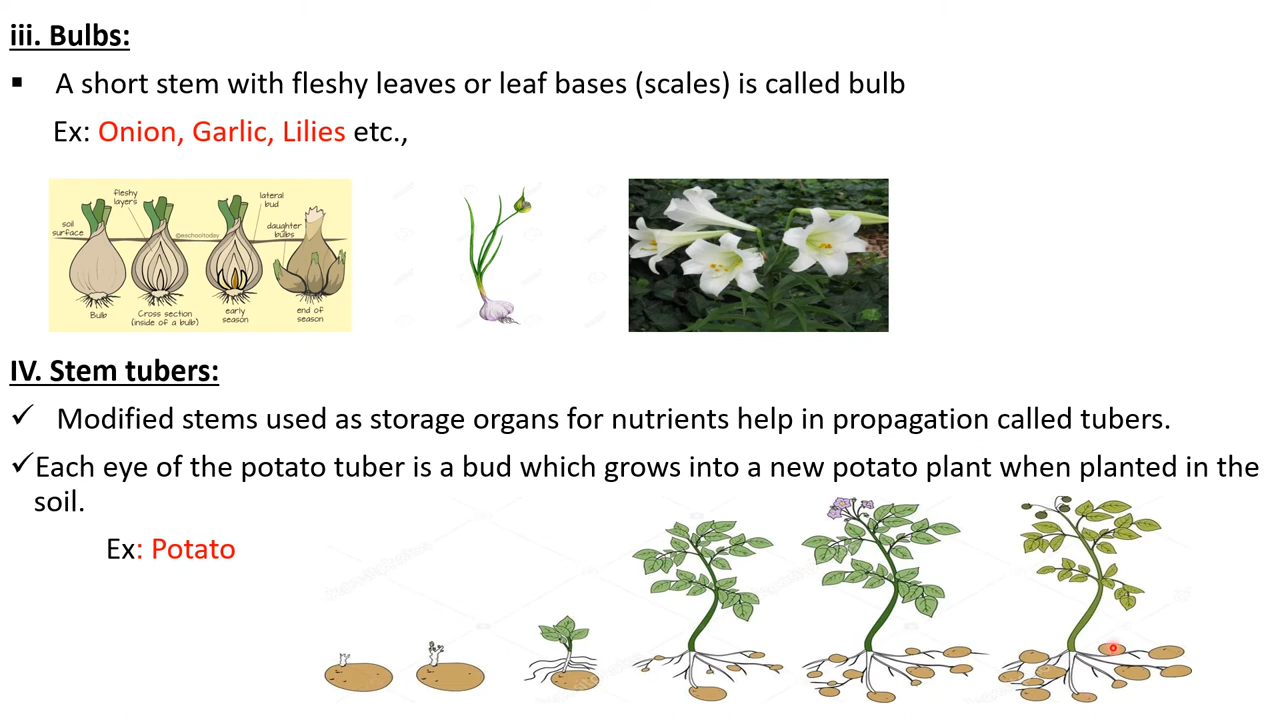 iii. Bulbs:
▪ A short stem with fleshy leaves or leaf bases (scales) is called bulb
Ex: Onion, Garlic, Lilies etc.,
fleshy layers
lateral bud
soil surface
daughter bulbs
©eschooltoday
Bulb
Cross section
(inside of a bulb)
early season
end of season
IV. Stem tubers:
✓ Modified stems used as storage organs for nutrients help in propagation called tubers.
✓Each eye of the potato tuber is a bud which grows into a new potato plant when planted in the
soil.
Ex: Potato